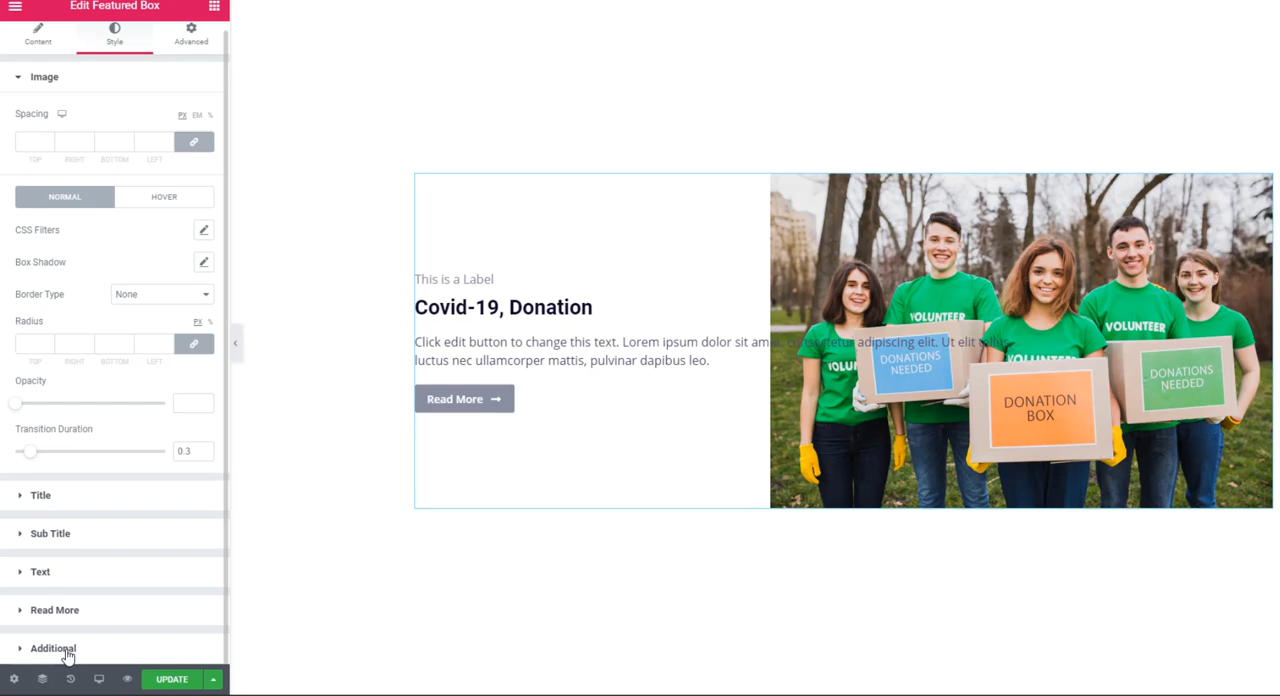 Edit Featured Box
Content
Style
Advanced
Image
Spacing
PX EM %
TOP RIGHT BOTTOM LEFT
NORMAL HOVER
CSS Filters
Box Shadow
Border Type None
Radius PX %
TOP RIGHT BOTTOM LEFT
Opacity
Transition Duration
0.3
Title
Sub Title
Text
Read More
Additional
UPDATE
This is a Label
Covid-19, Donation
Click edit button to change this text. Lorem ipsum dolor sit amet, consectetur adipiscing elit. Ut elit tellus,
luctus nec ullamcorper mattis, pulvinar dapibus leo.
Read More →
VOLUNTEER
VOLUNTEER
DONATIONS
NEEDED
DONATION
BOX
DONATIONS
NEEDED